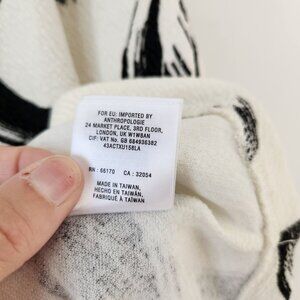 FOR EU: IMPORTED BY
ANTHROPOLOGIE
24 MARKET PLACE, 3RD FLOOR,
LONDON, UK W1W8AN
CIF: VAT No. GB 684936382
43ACTXU158LA
RN : 66170 CA : 32054
MADE IN TAIWAN,
HECHO EN TAIWÁN,
FABRIQUÉ À TAIWAN